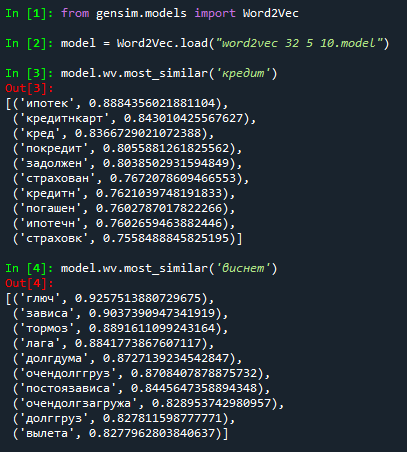 In [1]: from gensim.models import Word2Vec
In [2]: model = Word2Vec.load("word2vec 32 5 10.model")
In [3]: model.wv.most_similar('кредит')
Out[3]:
[('ипотек', 0.8884356021881104),
('кредитнкарт', 0.843010425567627),
('кред', 0.8366729021072388),
('покредит', 0.8055881261825562),
('задолжен', 0.8038502931594849),
('страхован', 0.7672078609466553),
('кредитн', 0.7621039748191833),
('погашен', 0.7602787017822266),
('ипотечн', 0.7602659463882446),
('страховк', 0.7558488845825195)]
In [4]: model.wv.most_similar('виснет')
Out[4]:
[('глюч', 0.9257513880729675),
('зависа', 0.9037390947341919),
('тормоз', 0.8891611099243164),
('лага', 0.8841773867607117),
('долгдума', 0.8727139234542847),
('очендолггруз', 0.8708407878875732),
('постоязависа', 0.8445647358894348),
('очендолгзагружа', 0.828953742980957),
('долггруз', 0.827811598777771),
('вылета', 0.8277962803840637)]